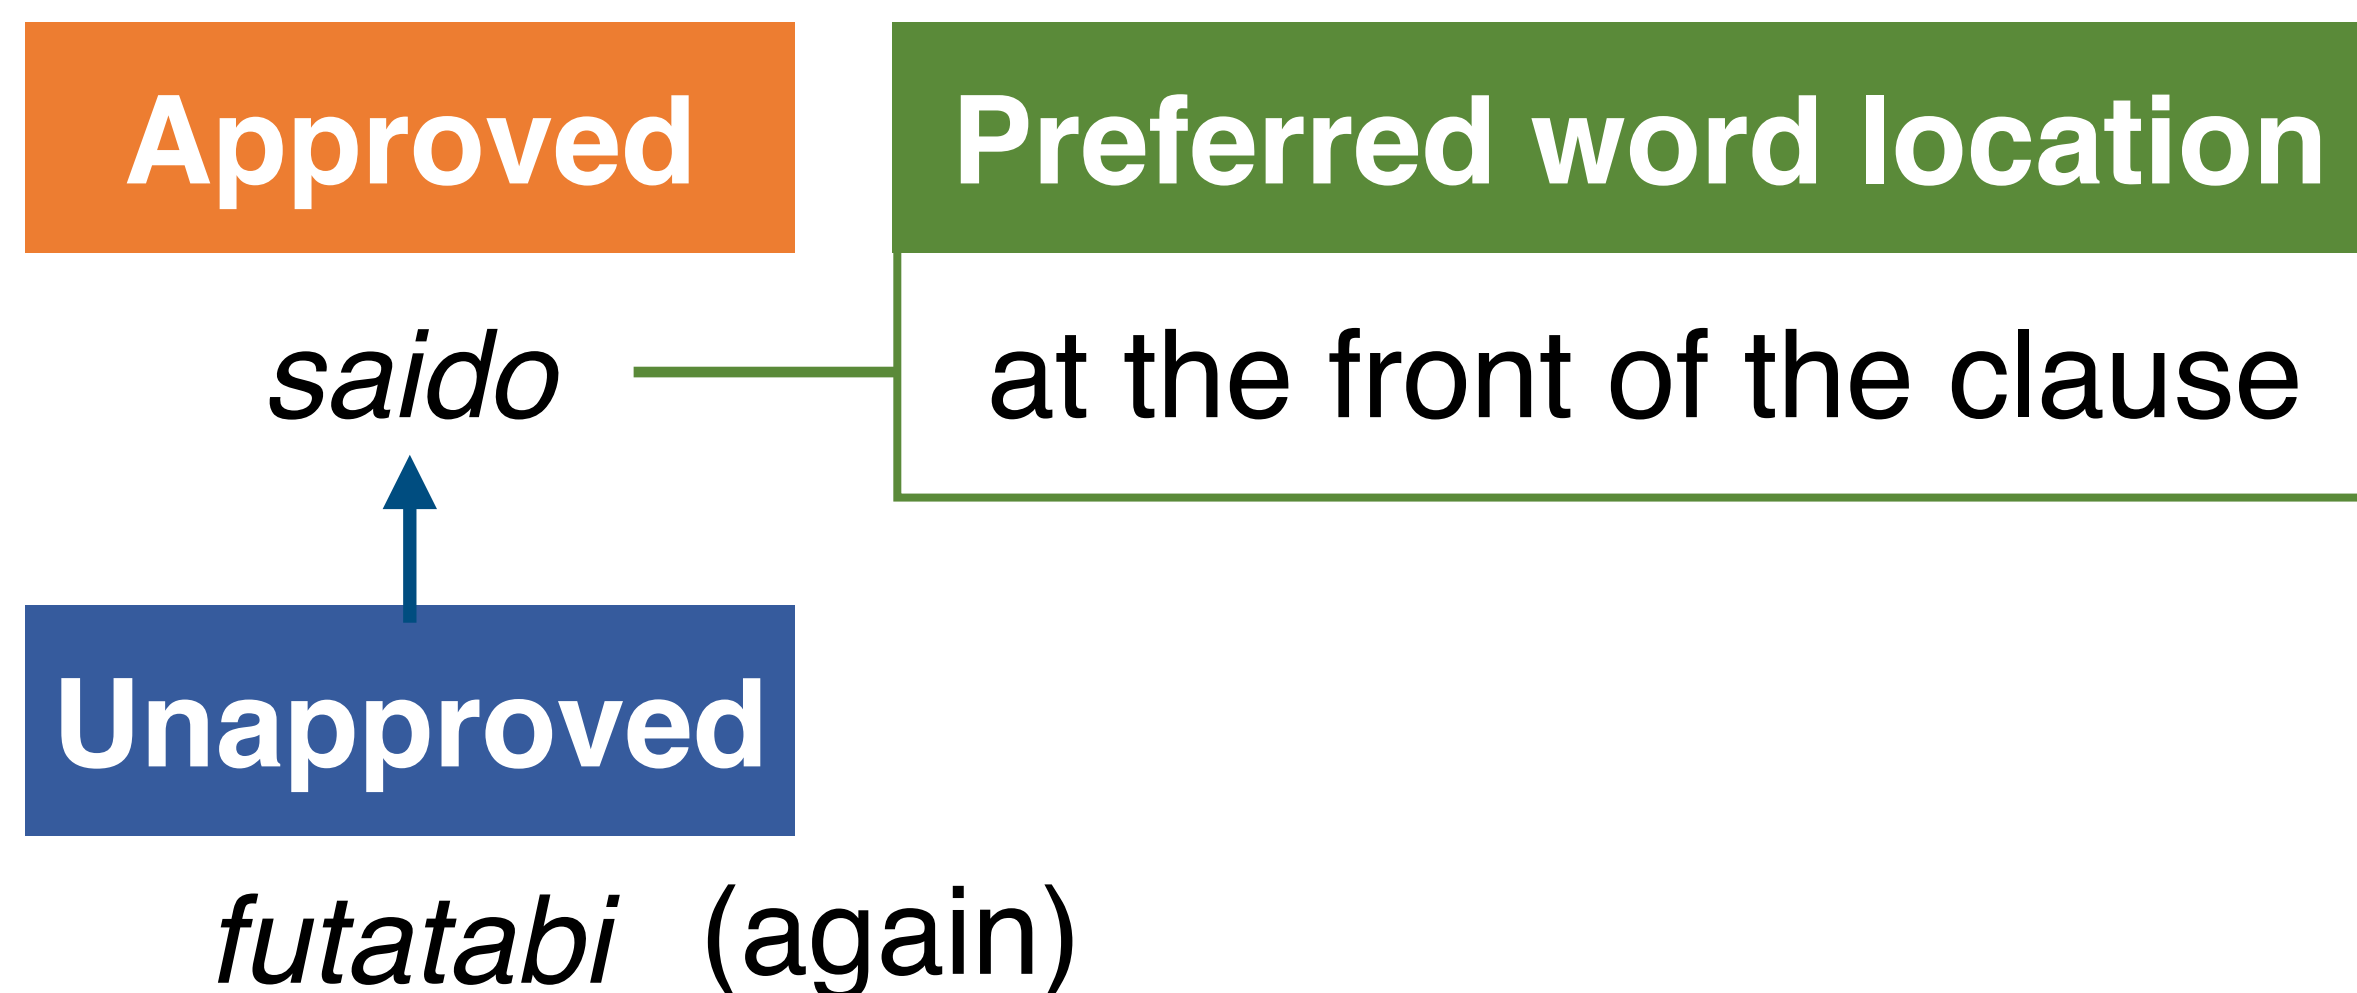 Approved
Preferred word location
saido
at the front of the clause
Unapproved
futatabi (again)